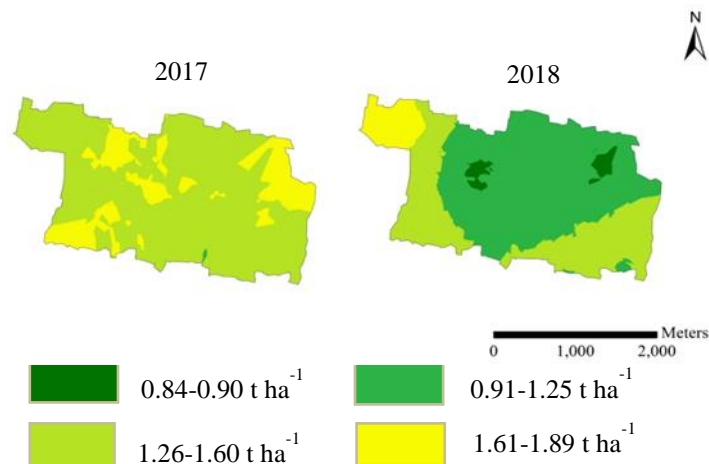 N
2017 2018
Meters
0 1,000 2,000
0.84-0.90 t ha⁻¹ 0.91-1.25 t ha⁻¹
1.26-1.60 t ha⁻¹ 1.61-1.89 t ha⁻¹